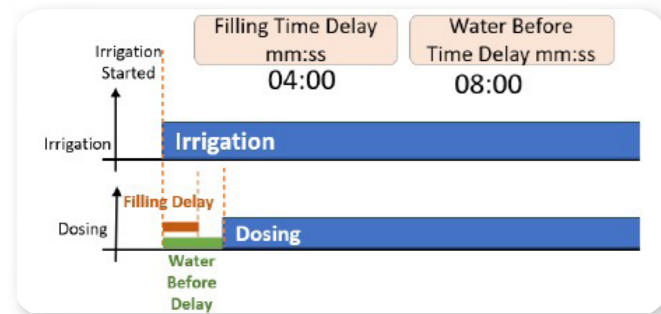 Filling Time Delay
mm:ss
Water Before
Time Delay mm:ss
04:00
08:00
Irrigation
Started
Irrigation
Irrigation
Filling Delay
Dosing
Dosing
Water
Before
Delay